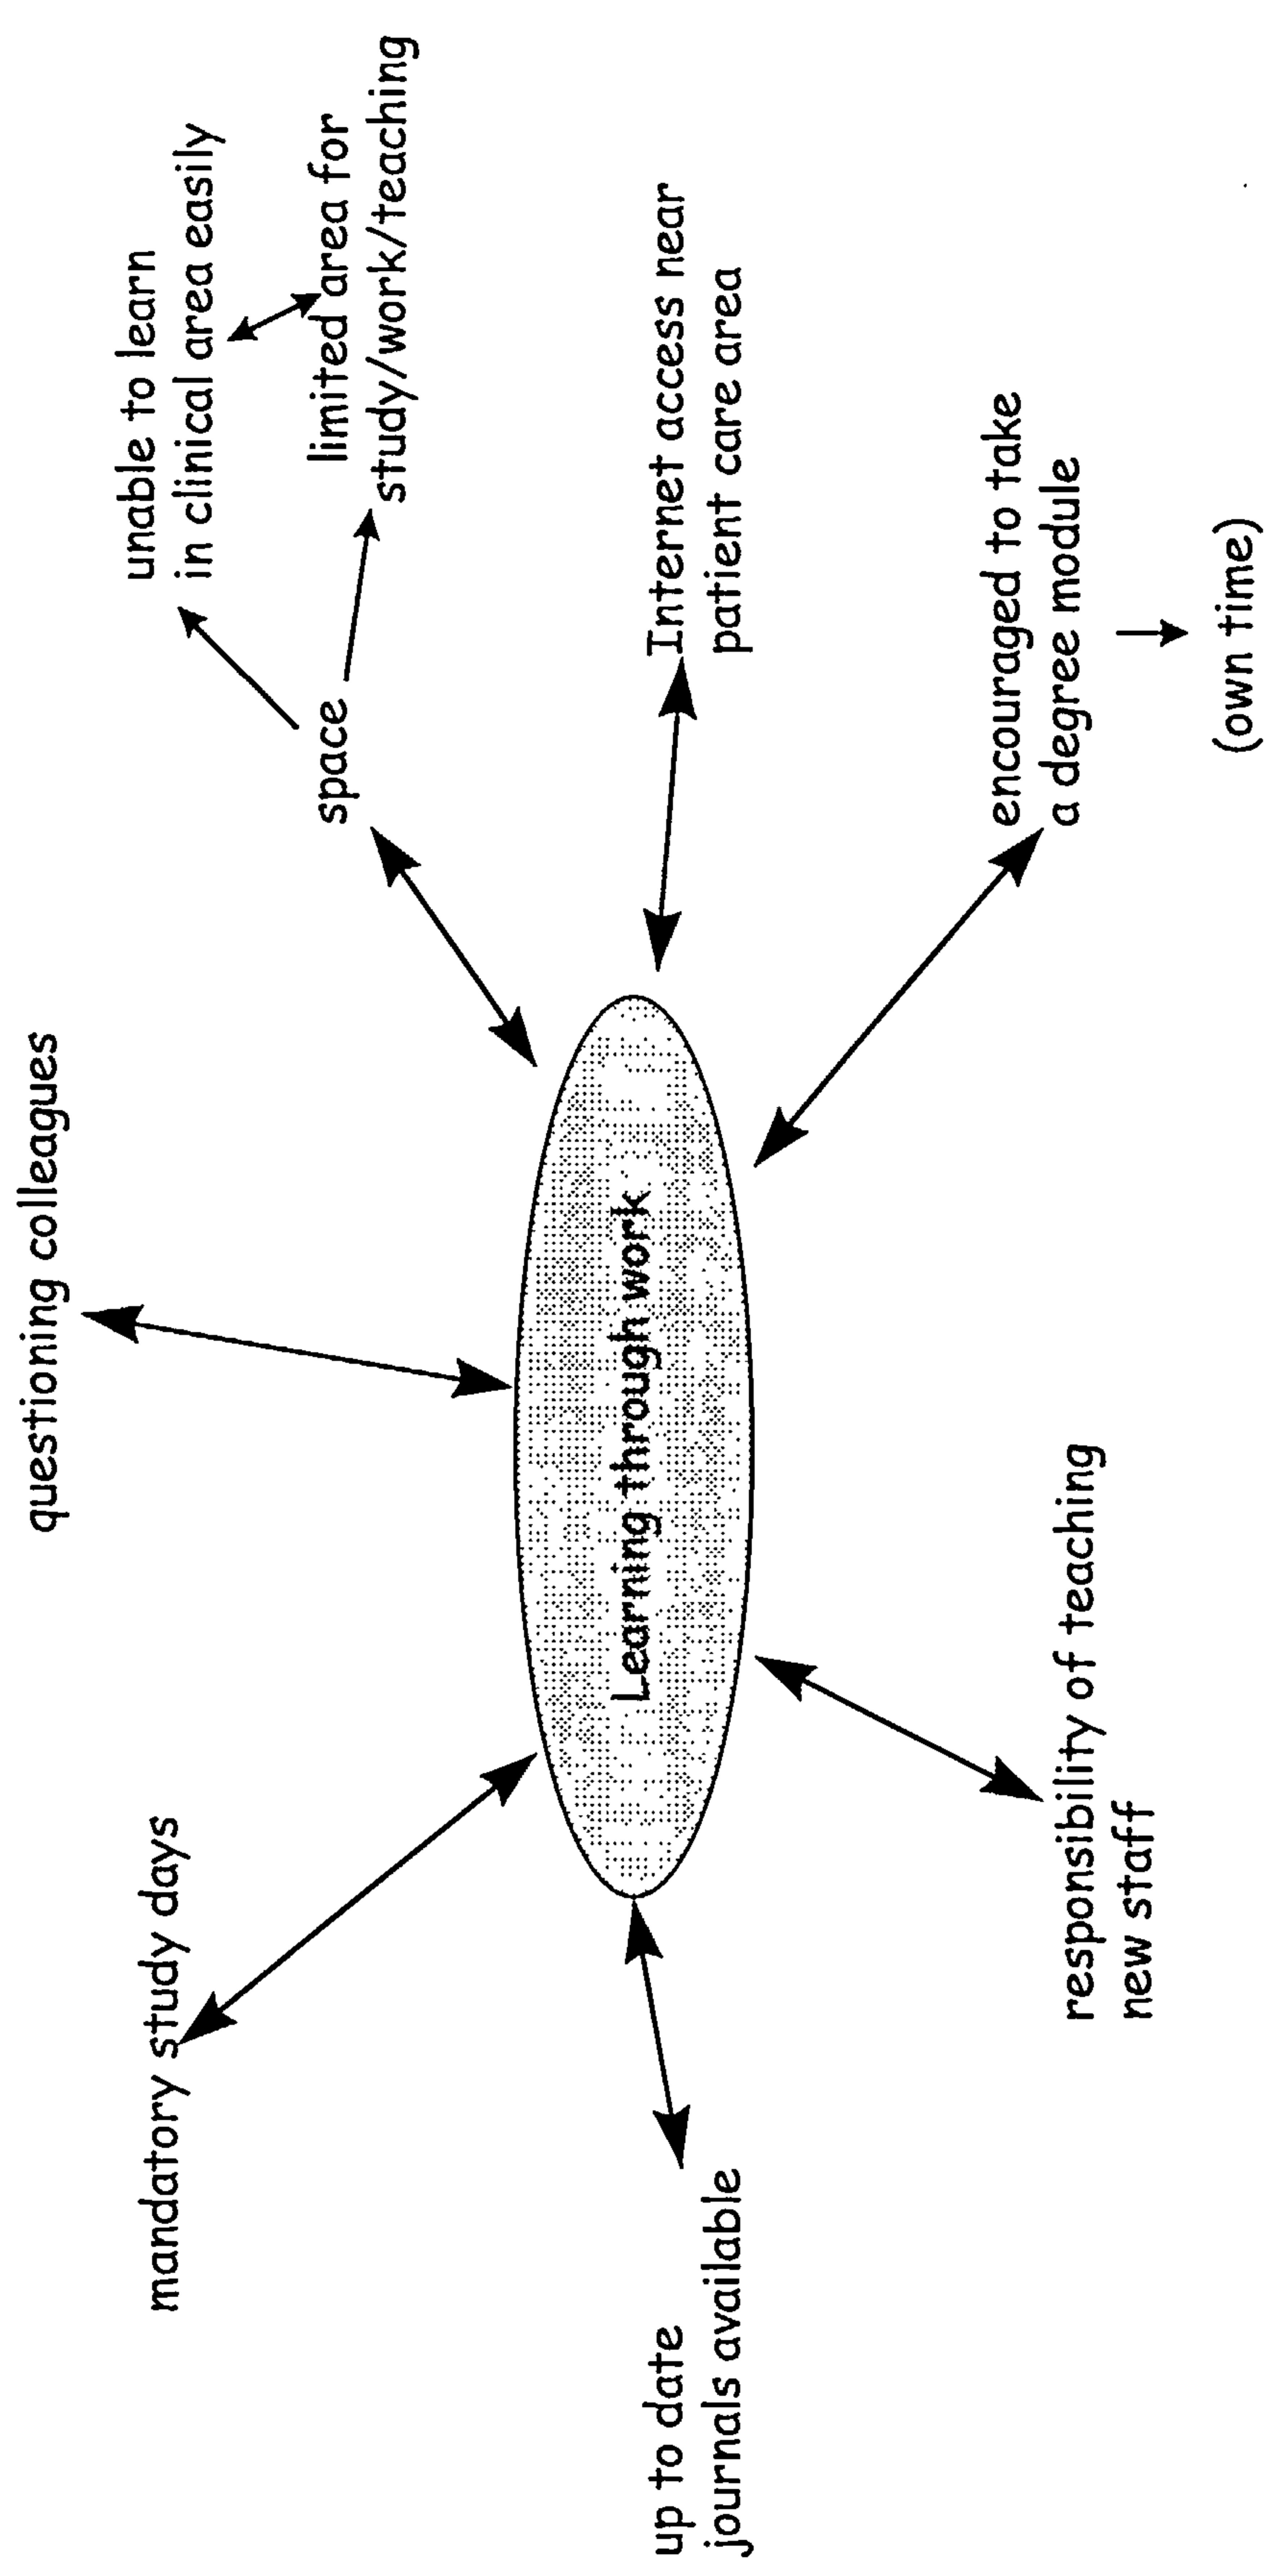 questioning colleagues
mandatory study days
unable to learn
in clinical area easily
space
limited area for
study/work/teaching
Learning through work
up to date
journals available
Internet access near
patient care area
responsibility of teaching
new staff
encouraged to take
a degree module
(own time)